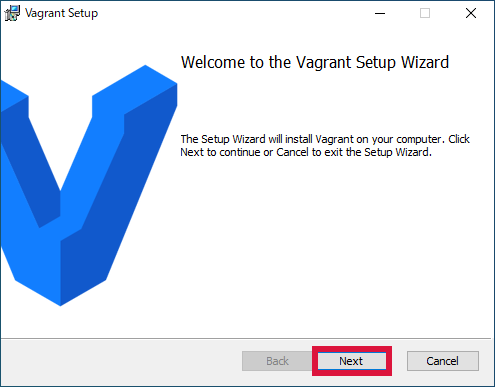 Vagrant Setup
Welcome to the Vagrant Setup Wizard
The Setup Wizard will install Vagrant on your computer. Click
Next to continue or Cancel to exit the Setup Wizard.
Back Next Cancel